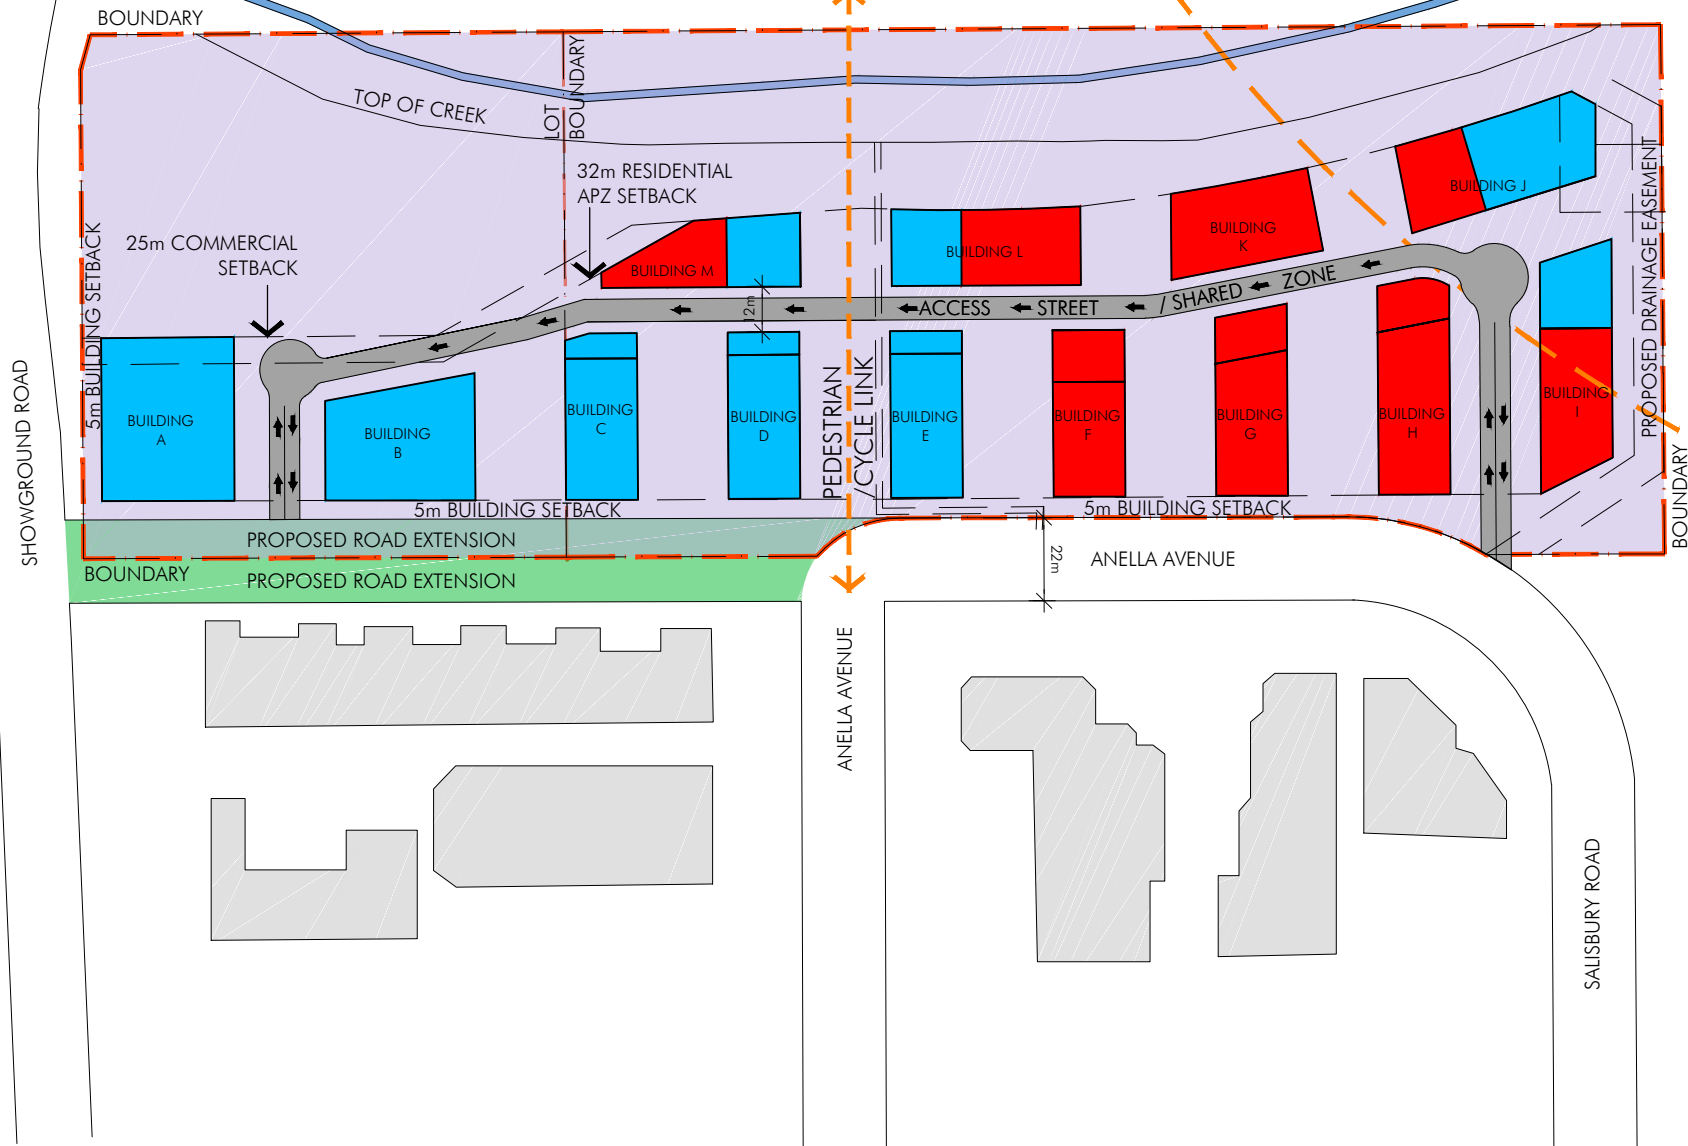 BOUNDARY
TOP OF CREEK
LOT
BOUNDARY
32m RESIDENTIAL
APZ SETBACK
25m COMMERCIAL
SETBACK
5m BUILDING SETBACK
SHOWGROUND ROAD
BUILDING M
BUILDING L
BUILDING
K
BUILDING J
PROPOSED DRAINAGE EASEMENT
12m
ACCESS STREET / SHARED ZONE
BUILDING
A
BUILDING
B
BUILDING
C
BUILDING
D
PEDESTRIAN
/CYCLE LINK
BUILDING
E
BUILDING
F
BUILDING
G
BUILDING
H
BUILDING
I
BOUNDARY
5m BUILDING SETBACK
5m BUILDING SETBACK
PROPOSED ROAD EXTENSION
BOUNDARY
PROPOSED ROAD EXTENSION
22m
ANELLA AVENUE
ANELLA AVENUE
SALISBURY ROAD